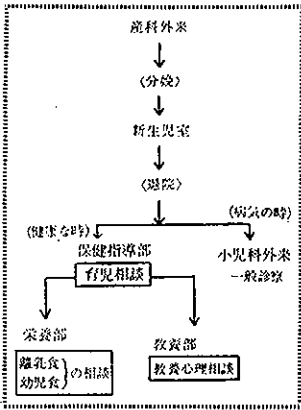 産科外来
〈分娩〉
新生児室
〈退院〉
(健康な時)
(病気の時)
保健指導部
育児相談
小児科外来
一般診察
栄養部
離乳食
幼児食
の相談
教養部
教養心理相談